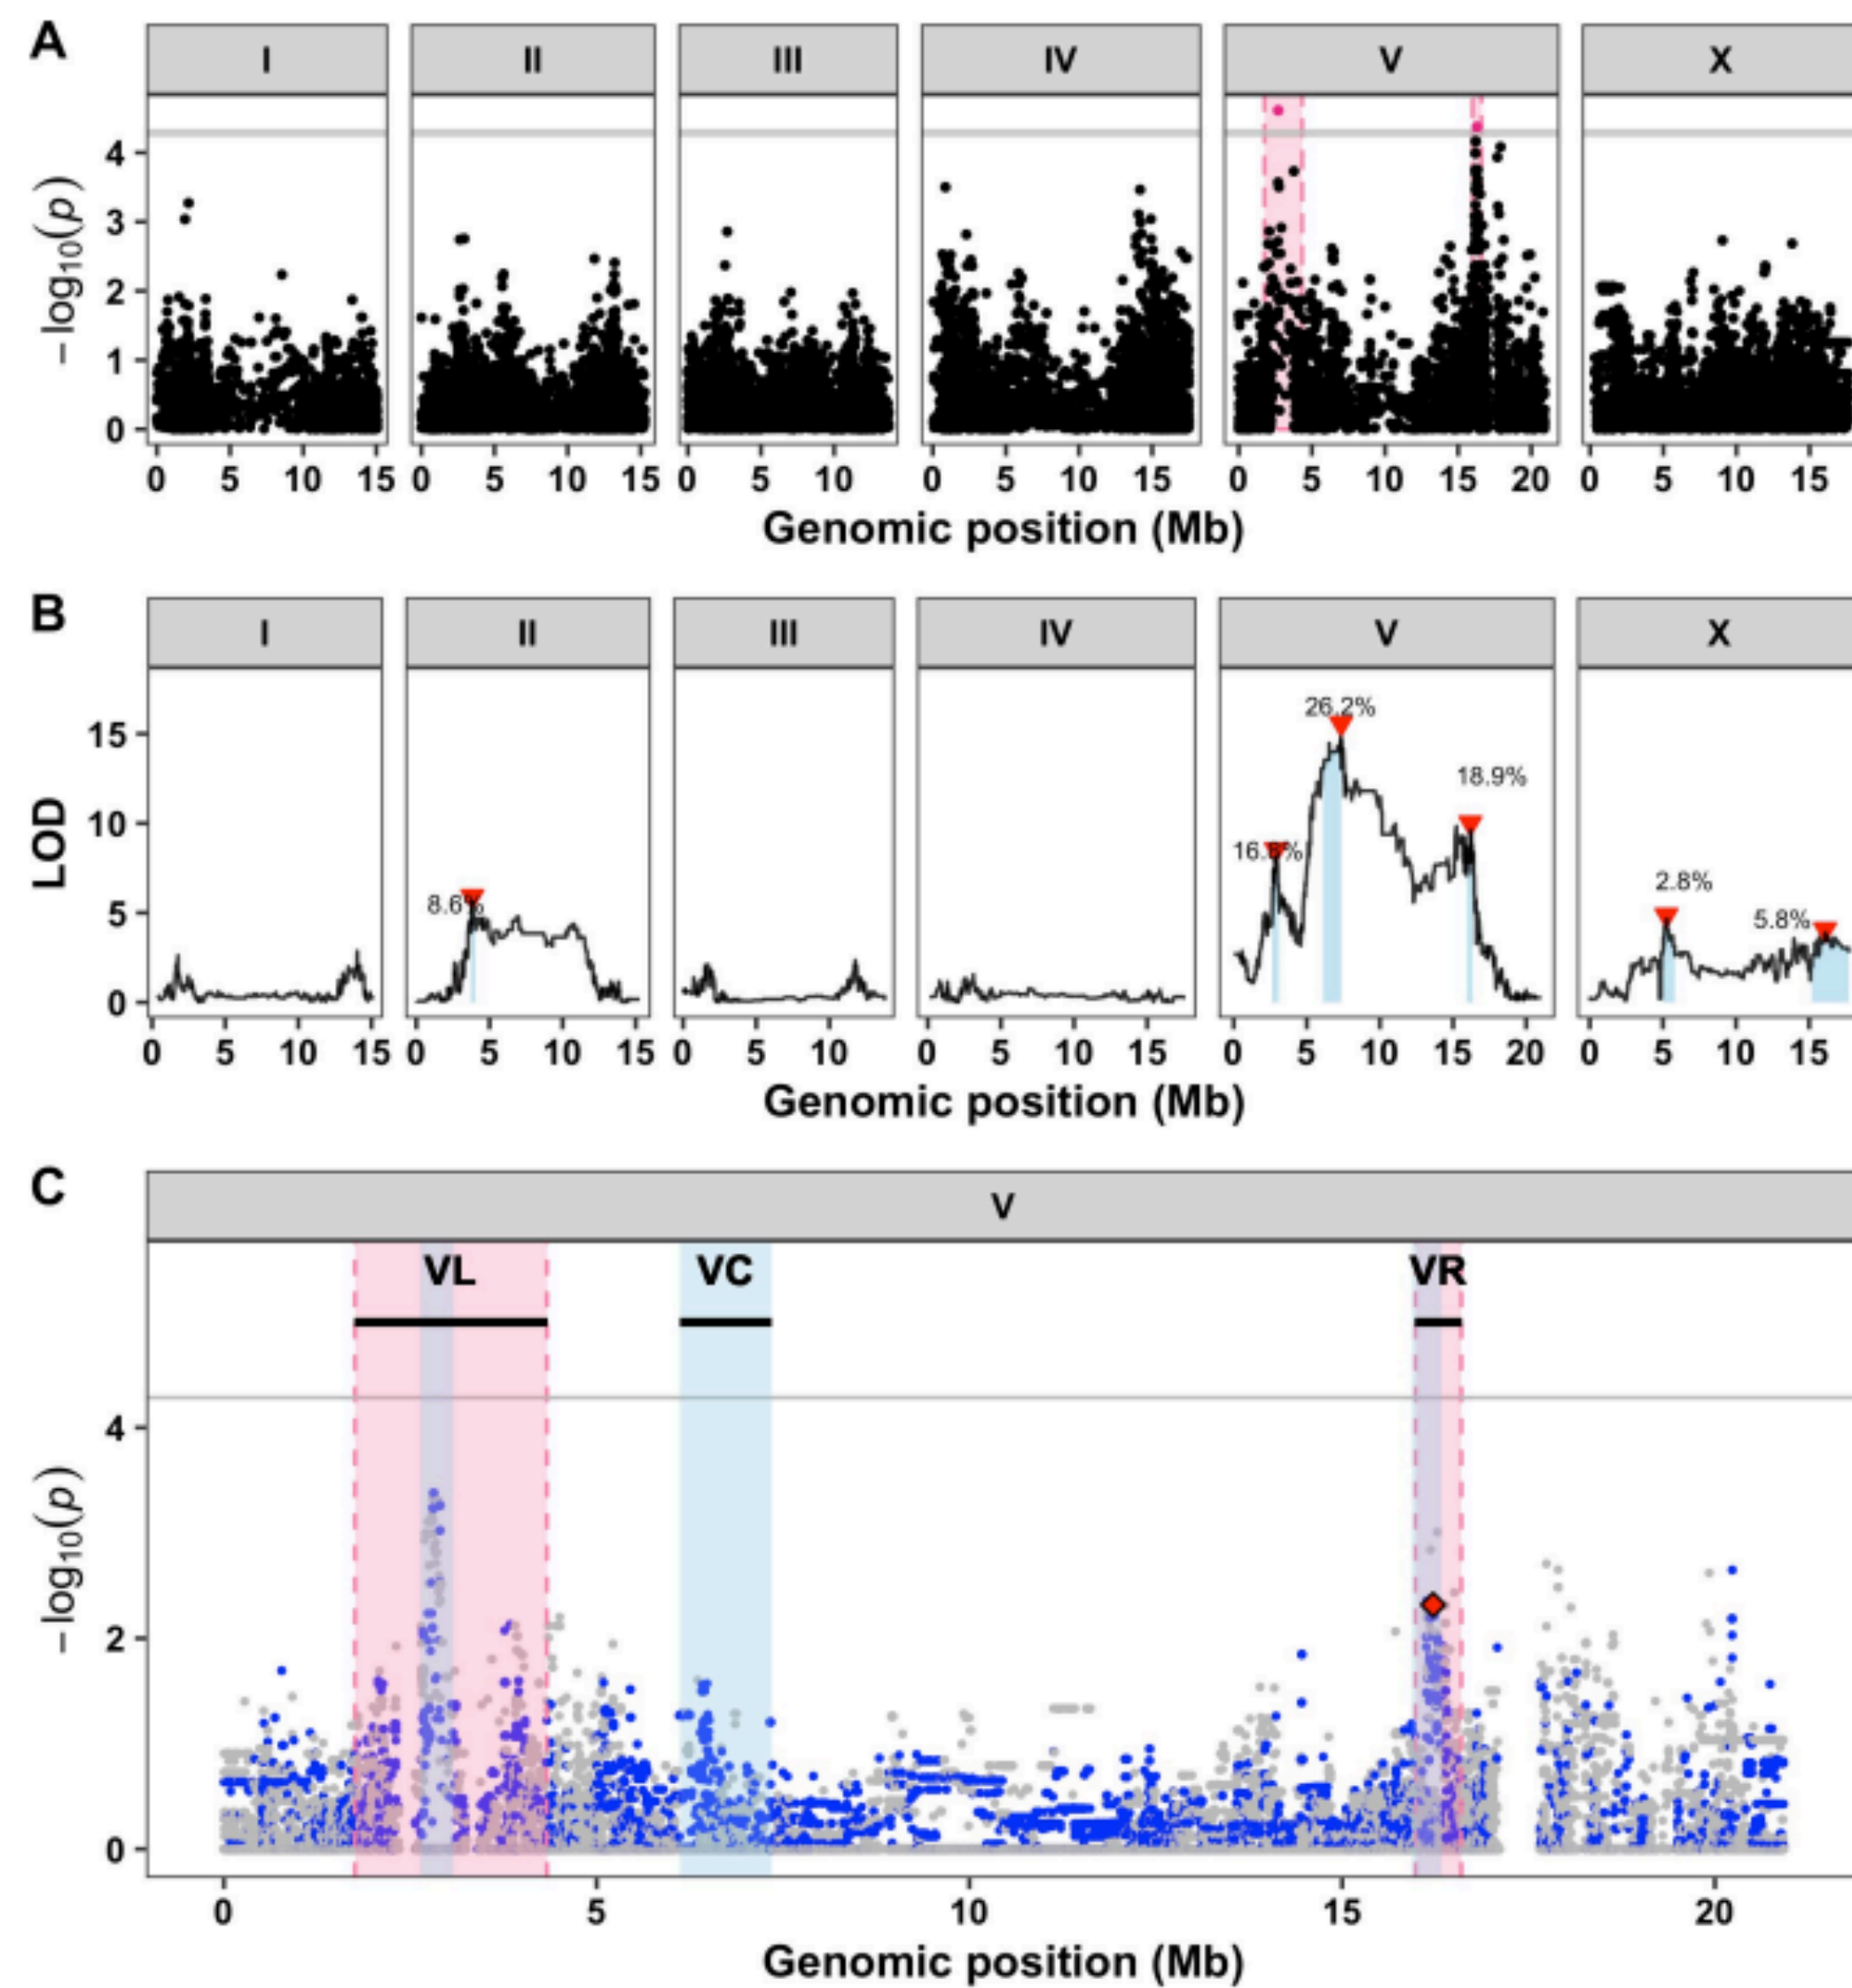 A
I II III IV V X
4
3
2
1
0
−log10(p)
0 5 10 15 0 5 10 15 0 5 10 0 5 10 15 0 5 10 15 20 0 5 10 15
Genomic position (Mb)
B
I II III IV V X
15
10
5
0
LOD
8.6%
16.8%
26.2%
18.9%
2.8%
5.8%
0 5 10 15 0 5 10 15 0 5 10 0 5 10 15 0 5 10 15 20 0 5 10 15
Genomic position (Mb)
C
V
VL VC VR
4
2
0
−log10(p)
0 5 10 15 20
Genomic position (Mb)